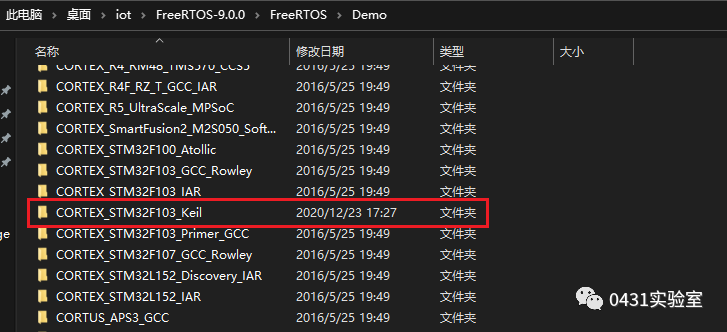 此电脑 > 桌面 > iot > FreeRTOS-9.0.0 > FreeRTOS > Demo
名称 修改日期 类型 大小
CORTEX_R4_RM48_TMS570_CCS5 2016/5/25 19:49 文件夹
CORTEX_R4F_RZ_T_GCC_IAR 2016/5/25 19:49 文件夹
CORTEX_R5_UltraScale_MPSoC 2016/5/25 19:49 文件夹
CORTEX_SmartFusion2_M2S050_Soft... 2016/5/25 19:49 文件夹
CORTEX_STM32F100_Atollic 2016/5/25 19:49 文件夹
CORTEX_STM32F103_GCC_Rowley 2016/5/25 19:49 文件夹
CORTEX_STM32F103_IAR 2016/5/25 19:49 文件夹
CORTEX_STM32F103_Keil 2020/12/23 17:27 文件夹
CORTEX_STM32F103_Primer_GCC 2016/5/25 19:49 文件夹
ge CORTEX_STM32F107_GCC_Rowley 2016/5/25 19:49 文件夹
CORTEX_STM32L152_Discovery_IAR 2016/5/25 19:49 文件夹
CORTEX_STM32L152_IAR 2016/5/25 19:49 文件夹
CORTUS_APS3_GCC 2016/5/25 19:49 文件夹
0431实验室